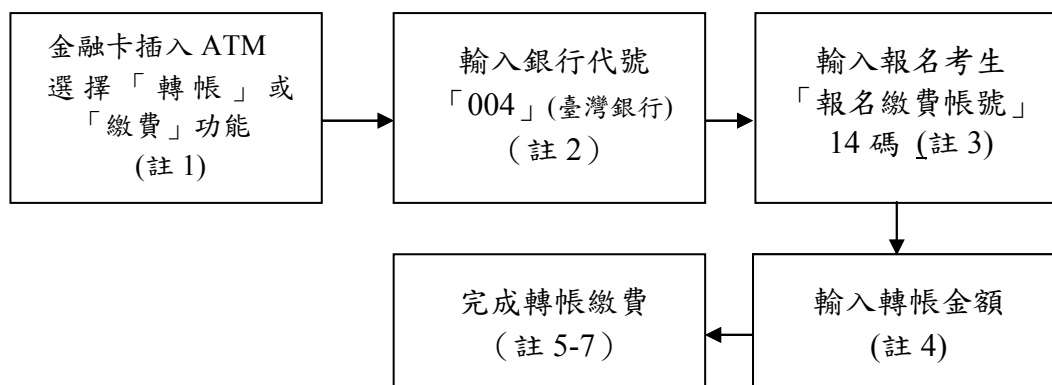 金融卡插入 ATM
選擇「轉帳」或
「繳費」功能
(註 1)
輸入銀行代號
「004」(臺灣銀行)
（註 2）
輸入報名考生
「報名繳費帳號」
14 碼 (註 3)
輸入轉帳金額
(註 4)
完成轉帳繳費
（註 5-7）